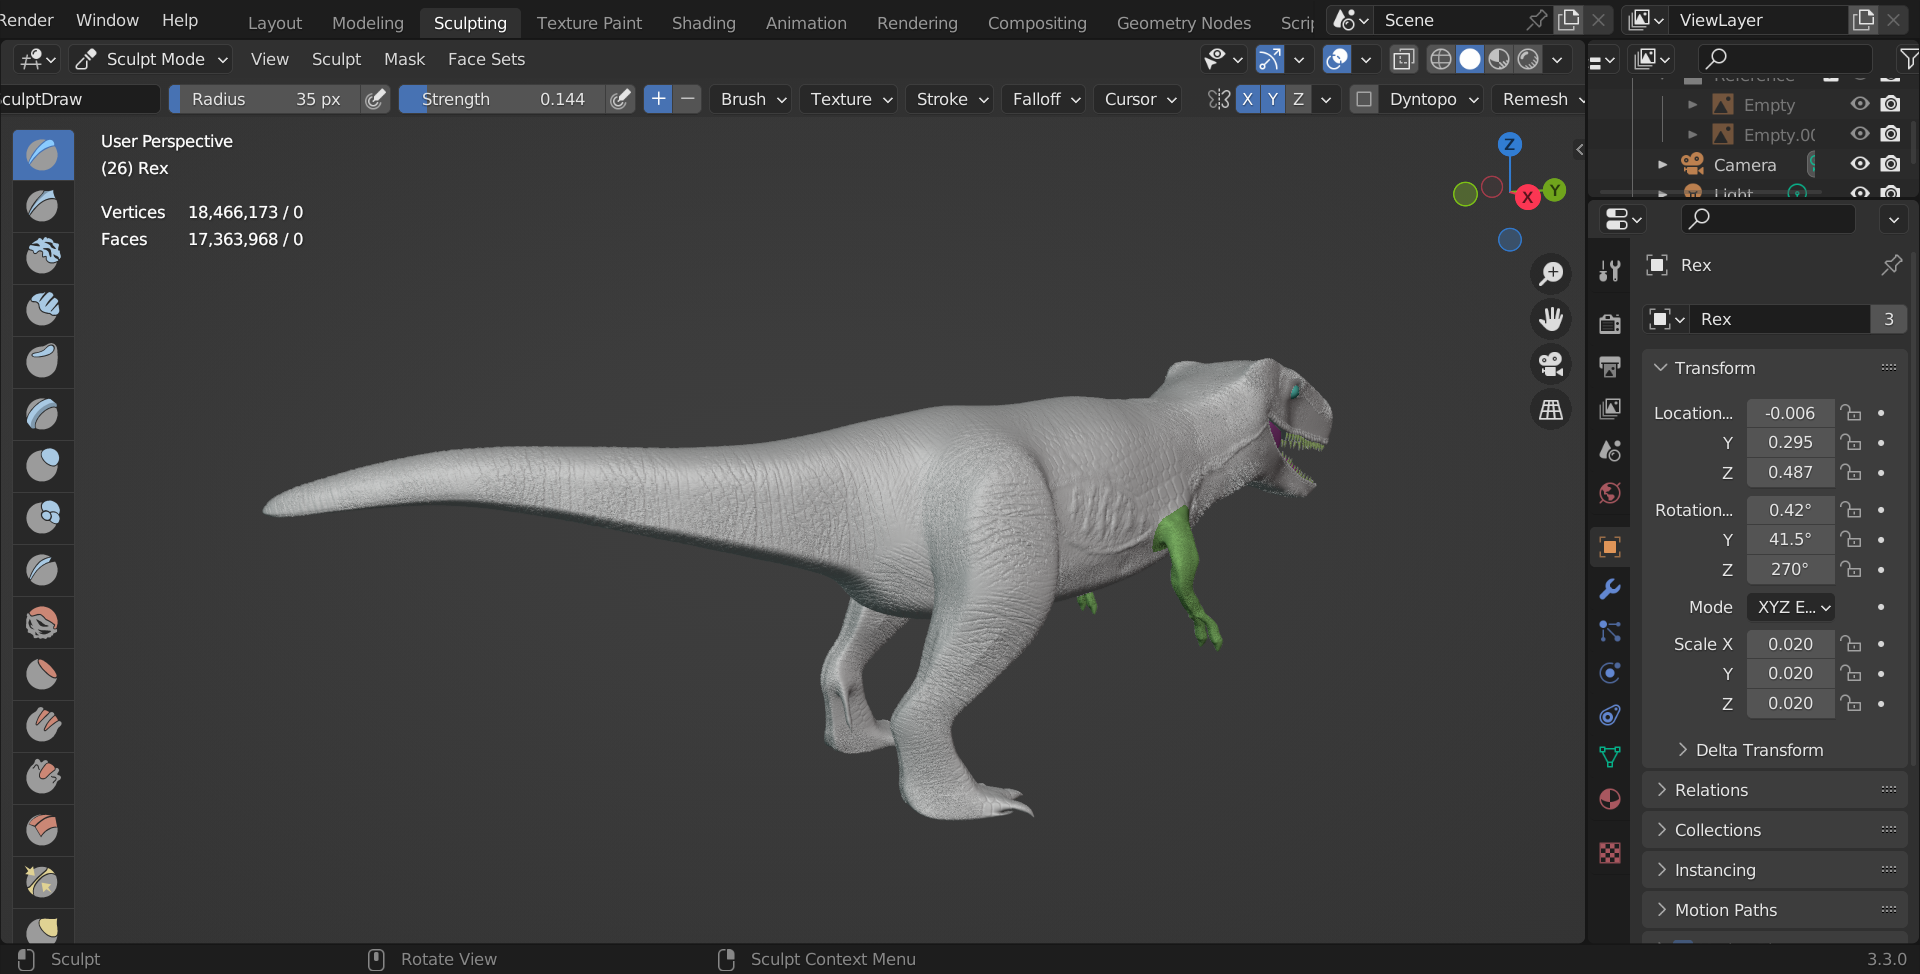 Render Window Help Layout Modeling Sculpting Texture Paint Shading Animation Rendering Compositing Geometry Nodes Scrip Scene ViewLayer
Sculpt Mode View Sculpt Mask Face Sets
SculptDraw Radius 35 px Strength 0.144 + − Brush Texture Stroke Falloff Cursor X Y Z Dyntopo Remesh
User Perspective
(26) Rex
Vertices 18,466,173 / 0
Faces 17,363,968 / 0
Z
X Y
Reference
Empty
Empty.00
Camera
Light
Rex
Rex 3
Transform
Location... -0.006
Y 0.295
Z 0.487
Rotation... 0.42°
Y 41.5°
Z 270°
Mode XYZ E...
Scale X 0.020
Y 0.020
Z 0.020
Delta Transform
Relations
Collections
Instancing
Motion Paths
Sculpt Rotate View Sculpt Context Menu 3.3.0